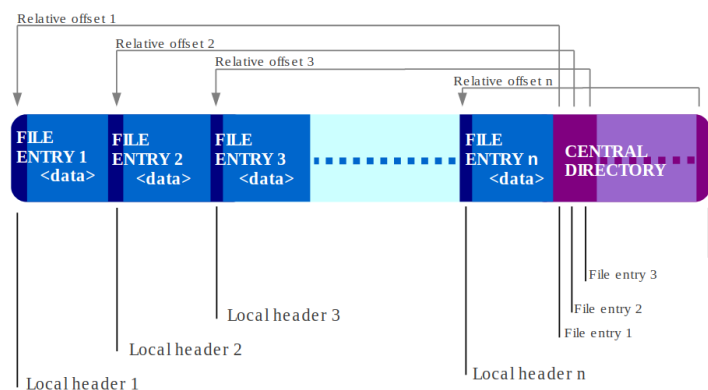 Relative offset 1
Relative offset 2
Relative offset 3
Relative offset n
FILE
ENTRY 1
<data>
FILE
ENTRY 2
<data>
FILE
ENTRY 3
<data>
FILE
ENTRY n
<data>
CENTRAL
DIRECTORY
File entry 3
File entry 2
File entry 1
Local header 3
Local header 2
Local header n
Local header 1